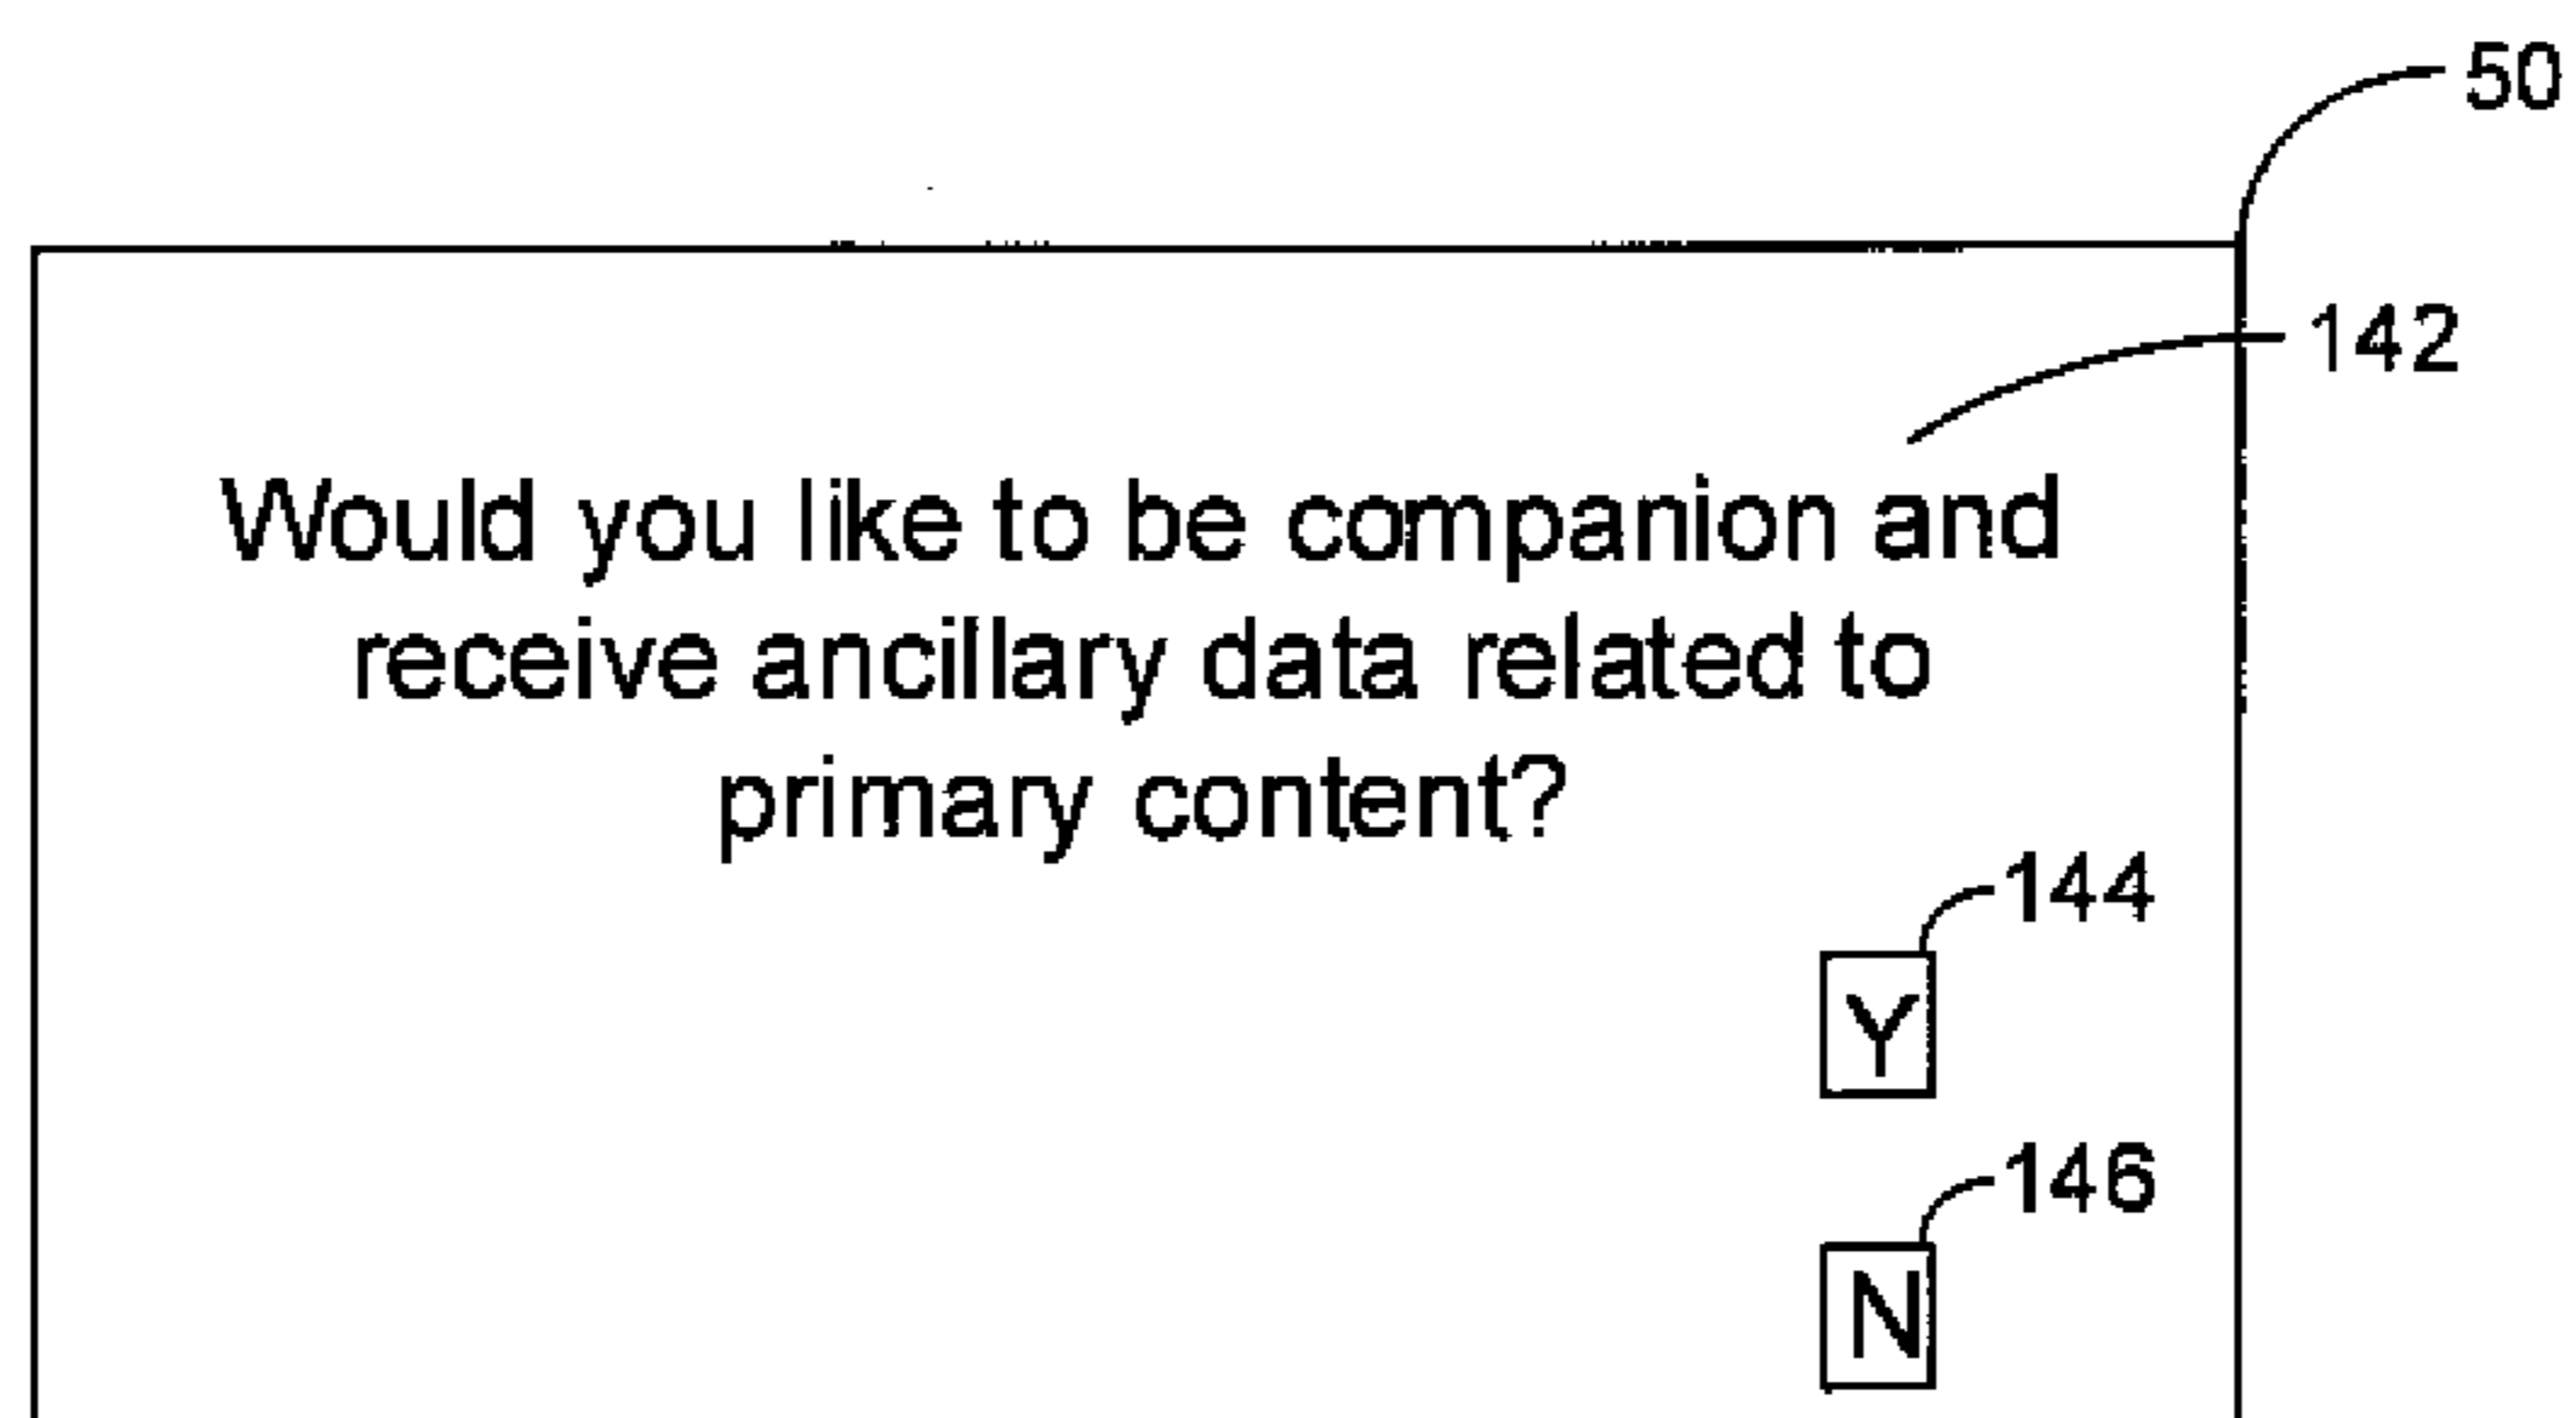 50
142
Would you like to be companion and
receive ancillary data related to
primary content?
144
Y
146
N